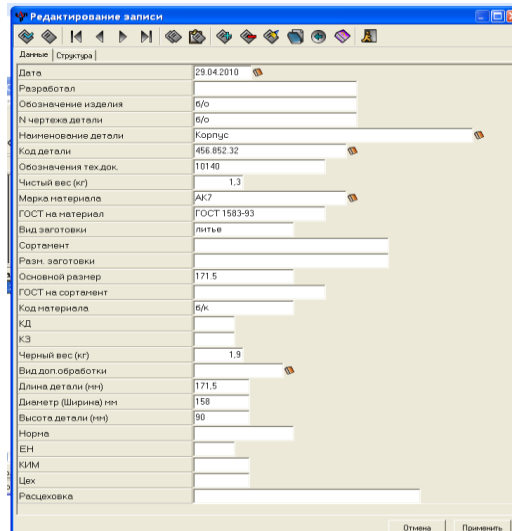 Редактирование записи
Данные Структура
Дата 29.04.2010
Разработал
Обозначение изделия б/о
N чертежа детали б/о
Наименование детали Корпус
Код детали 456.852.32
Обозначения тех.док. 10140
Чистый вес (кг) 1,3
Марка материала АК7
ГОСТ на материал ГОСТ 1583-93
Вид заготовки литье
Сортамент
Разм. заготовки
Основной размер 171.5
ГОСТ на сортамент
Код материала б/к
КД
КЗ
Черный вес (кг) 1,9
Вид доп.обработки
Длина детали (мм) 171,5
Диаметр (Ширина) мм 158
Высота детали (мм) 90
Норма
ЕН
КИМ
Цех
Расцеховка
Отмена Применить